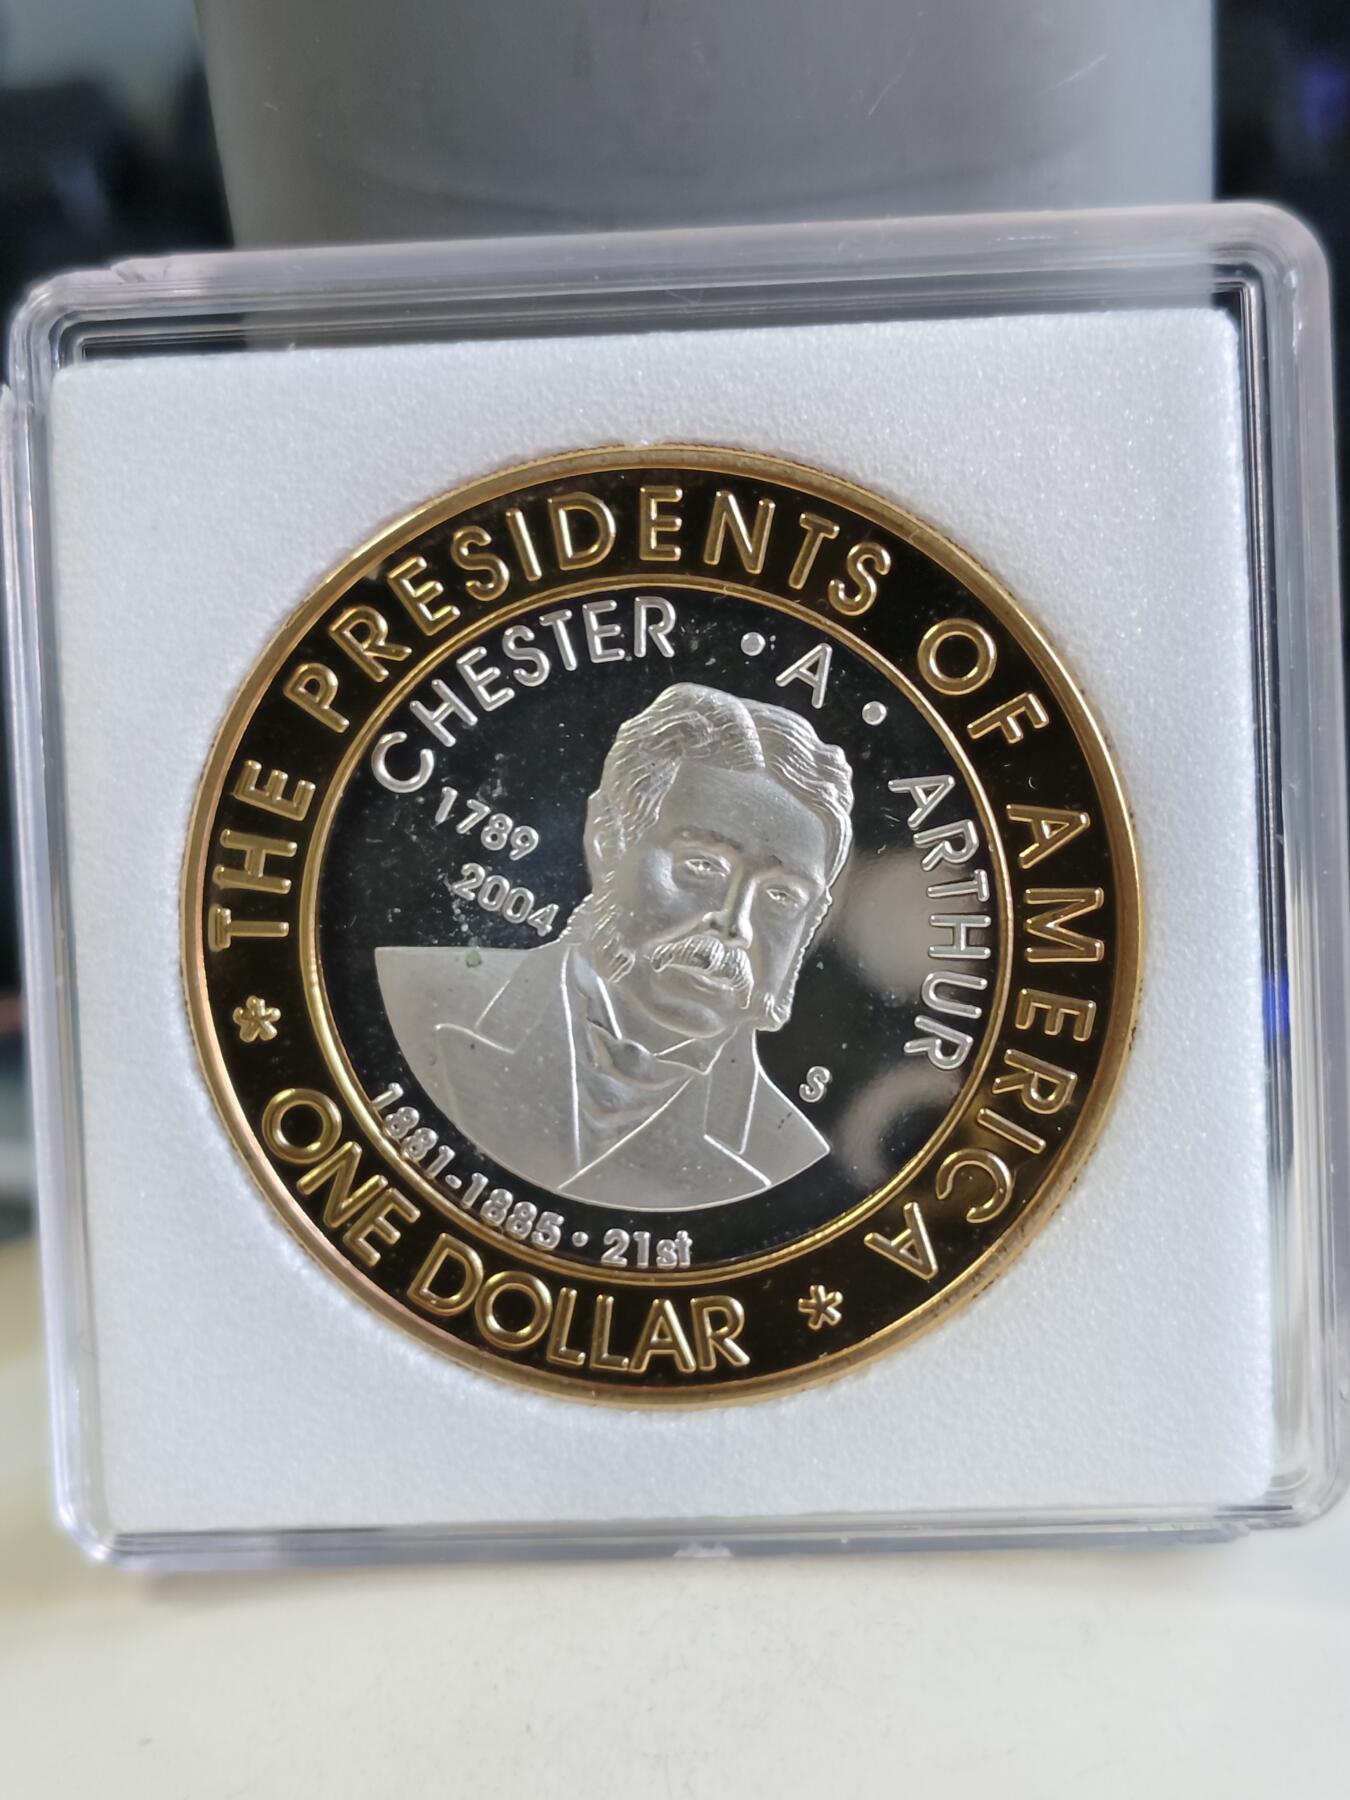 THE PRESIDENTS OF AMERICA
* ONE DOLLAR *
CHESTER • A • ARTHUR
1789
2004
S
1881-1885 • 21st